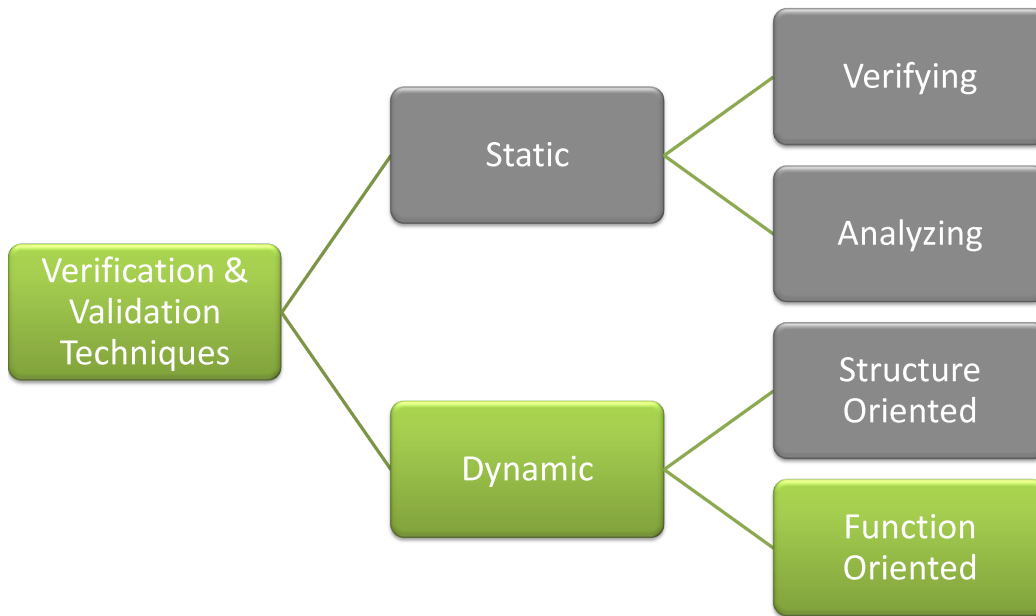 Verifying
Static
Analyzing
Verification &
Validation
Techniques
Structure
Oriented
Dynamic
Function
Oriented